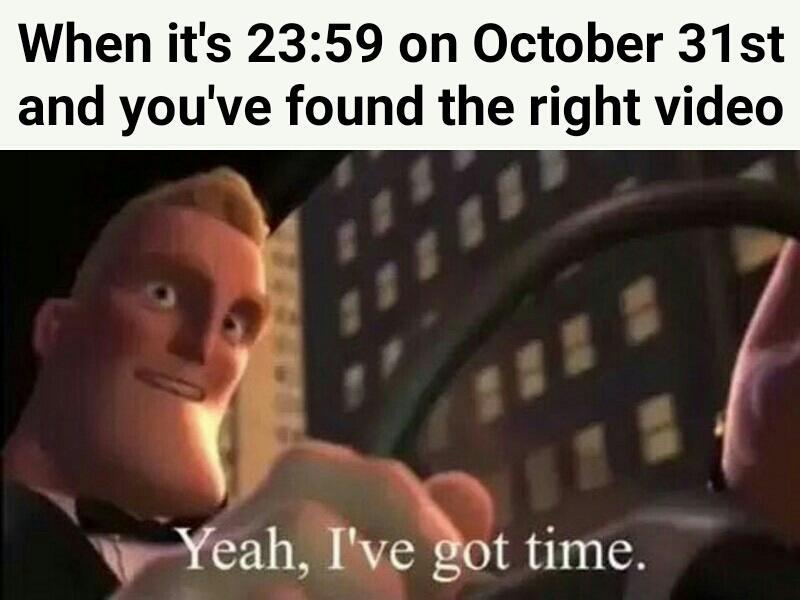 When it's 23:59 on October 31st
and you've found the right video
Yeah, I've got time.